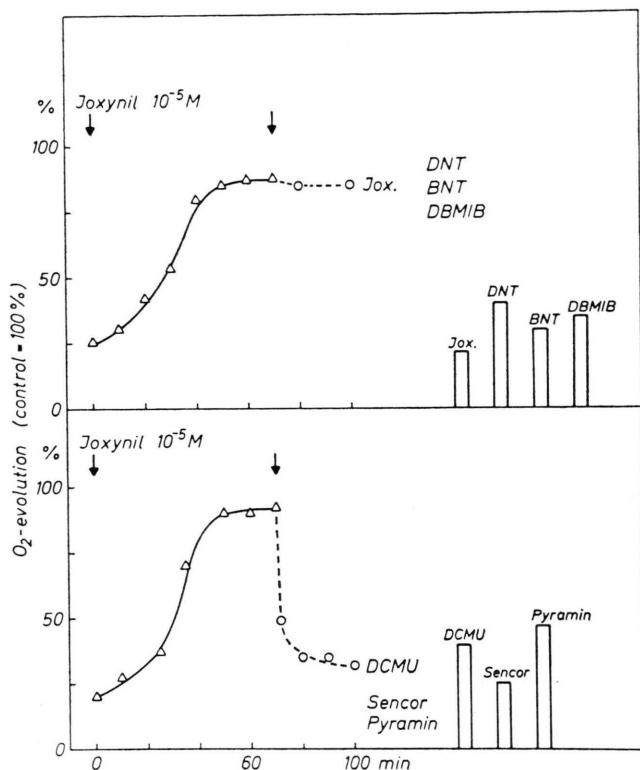 % Joxynil 10⁻⁵M
100
Jox.
DNT
BNT
DBMIB
50
0
Jox.
DNT
BNT
DBMIB
O₂-evolution (control = 100%)
% Joxynil 10⁻⁵M
100
50
0
DCMU
Sencor
Pyramin
DCMU
Sencor
Pyramin
0 60 100 min